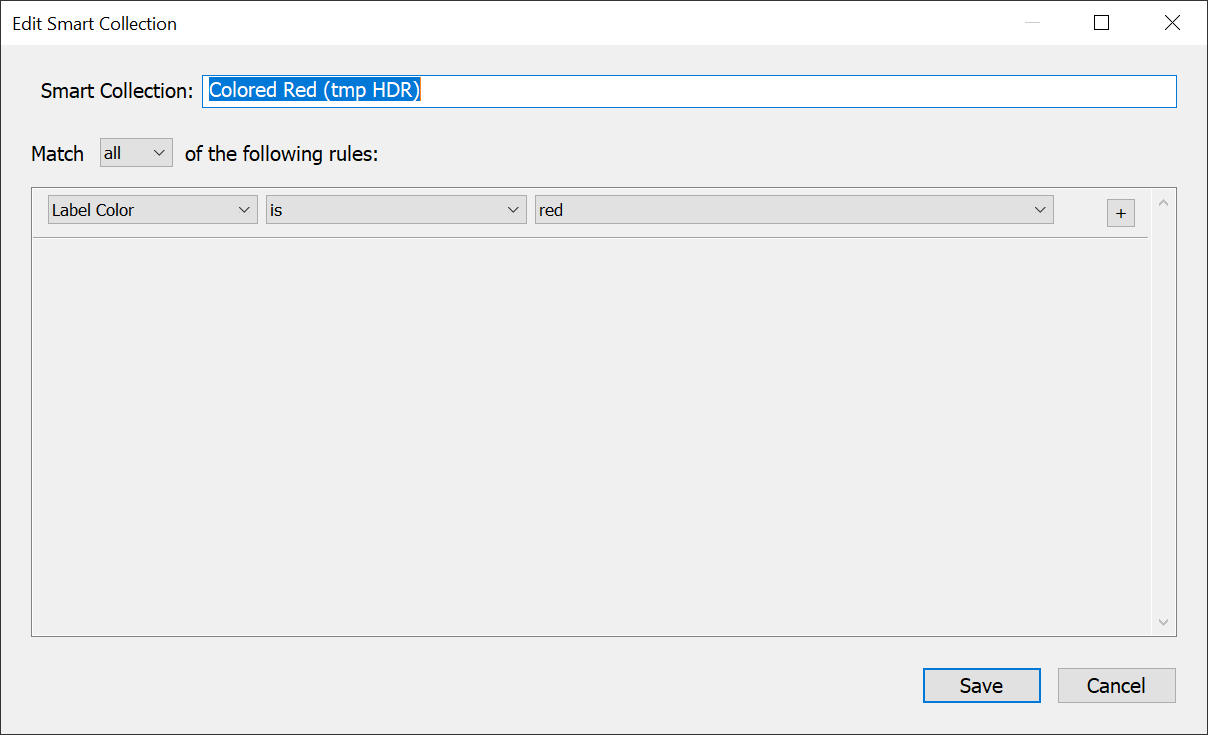 Edit Smart Collection
Smart Collection: Colored Red (tmp HDR)
Match all of the following rules:
Label Color is red +
Save Cancel